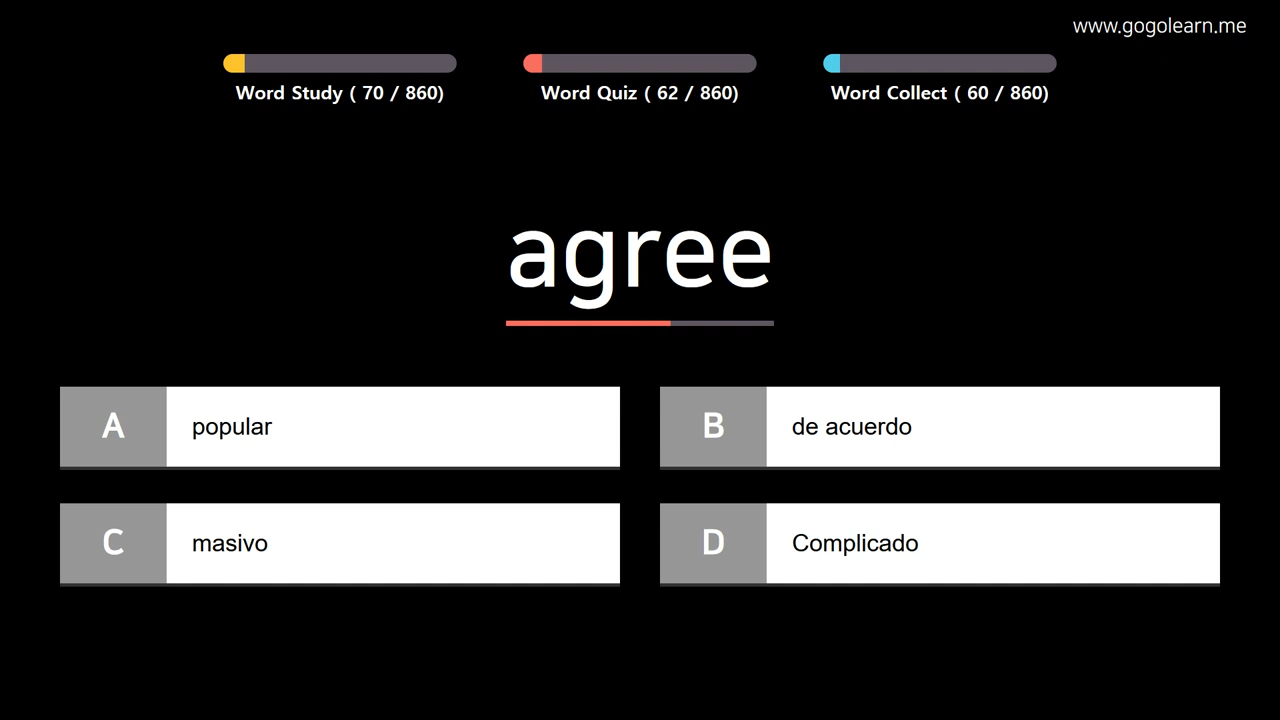 www.gogolearn.me
Word Study ( 70 / 860)
Word Quiz ( 62 / 860)
Word Collect ( 60 / 860)
agree
A popular
B de acuerdo
C masivo
D Complicado